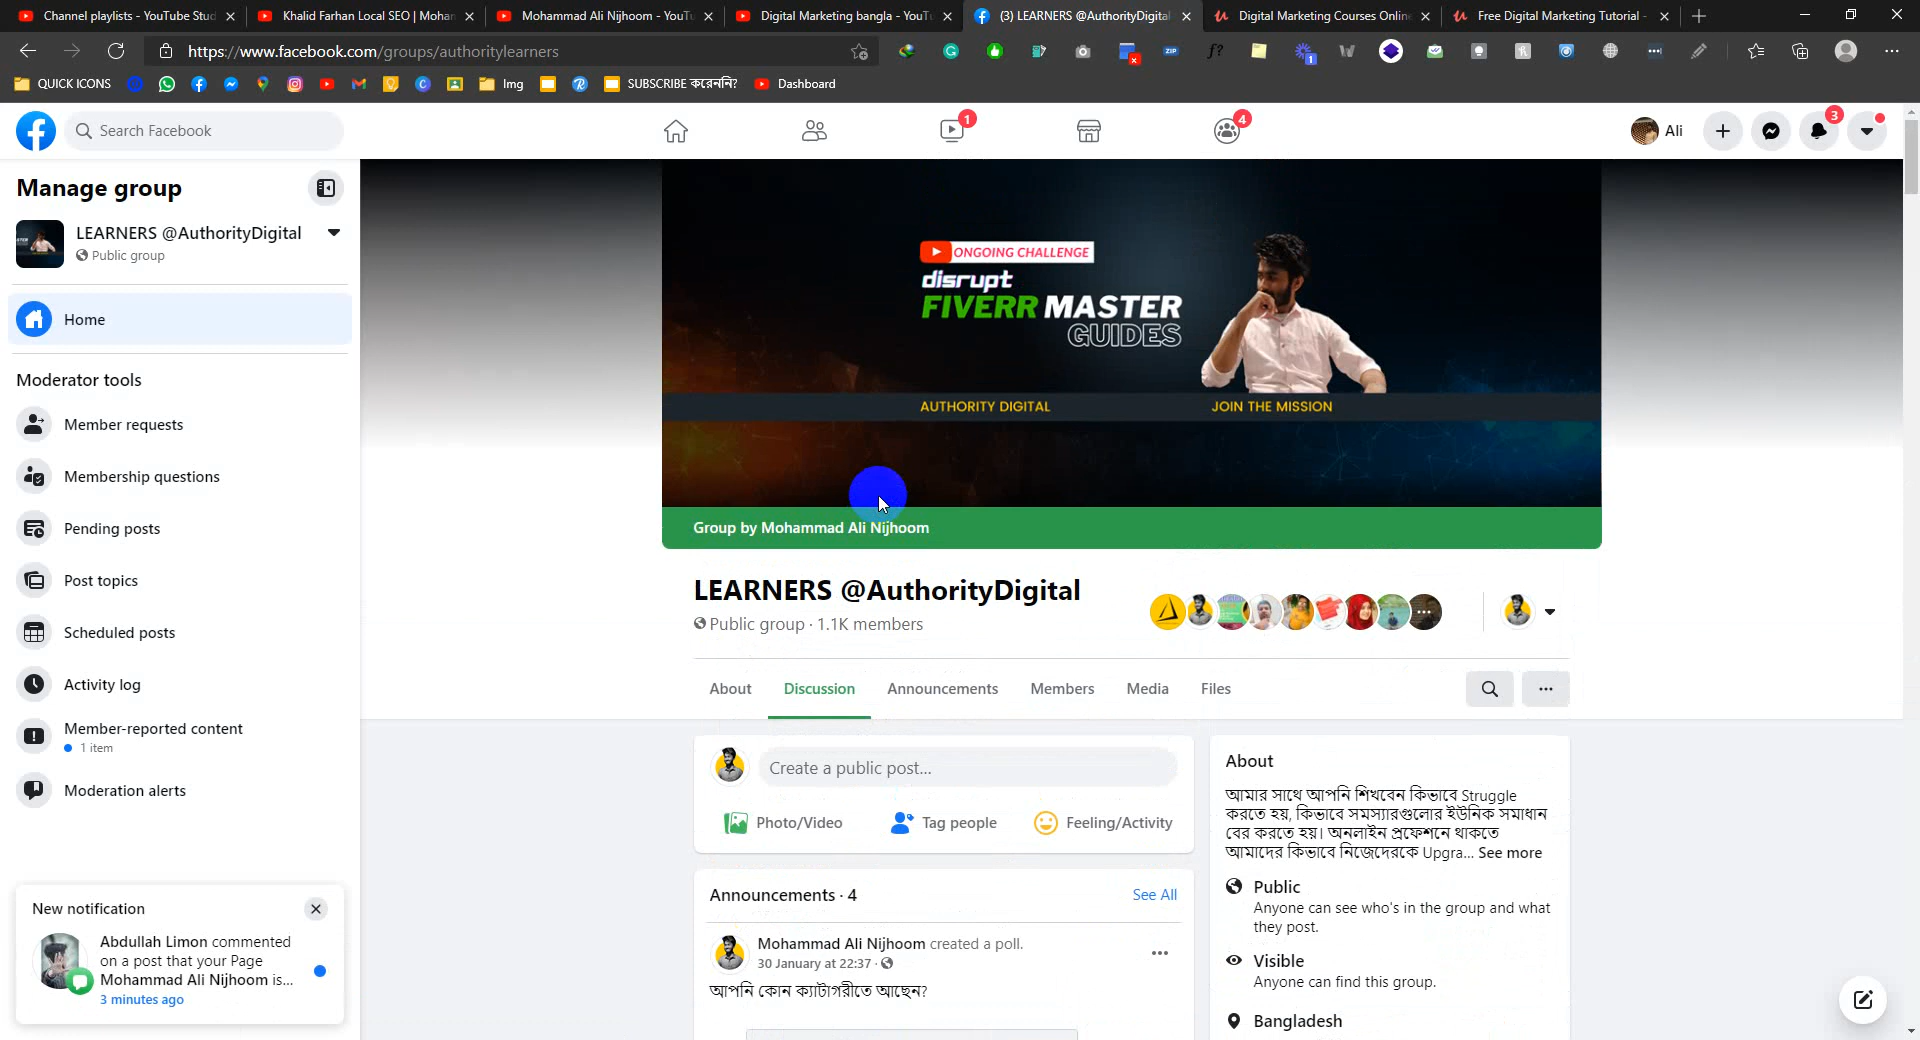 Channel playlists - YouTube Stud
Khalid Farhan Local SEO | Mohan
Mohammad Ali Nijhoom - YouTu
Digital Marketing bangla - YouTu
(3) LEARNERS @AuthorityDigital
Digital Marketing Courses Online
Free Digital Marketing Tutorial -
https://www.facebook.com/groups/authoritylearners
QUICK ICONS
Img
SUBSCRIBE করেননি?
Dashboard
Search Facebook
1
4
Ali
3
Manage group
LEARNERS @AuthorityDigital
Public group
Home
Moderator tools
Member requests
Membership questions
Pending posts
Post topics
Scheduled posts
Activity log
Member-reported content
1 item
Moderation alerts
New notification
Abdullah Limon commented
on a post that your Page
Mohammad Ali Nijhoom is...
3 minutes ago
ONGOING CHALLENGE
disrupt
FIVERR MASTER
GUIDES
AUTHORITY DIGITAL
JOIN THE MISSION
Group by Mohammad Ali Nijhoom
LEARNERS @AuthorityDigital
Public group · 1.1K members
About Discussion Announcements Members Media Files
Create a public post...
Photo/Video
Tag people
Feeling/Activity
Announcements · 4
See All
Mohammad Ali Nijhoom created a poll.
30 January at 22:37 ·
আপনি কোন ক্যাটাগরীতে আছেন?
About
আমার সাথে আপনি শিখবেন কিভাবে Struggle
করতে হয়, কিভাবে সমস্যারগুলোর ইউনিক সমাধান
বের করতে হয়। অনলাইন প্রফেশনে থাকতে
আমাদের কিভাবে নিজেদেরকে Upgra... See more
Public
Anyone can see who's in the group and what
they post.
Visible
Anyone can find this group.
Bangladesh